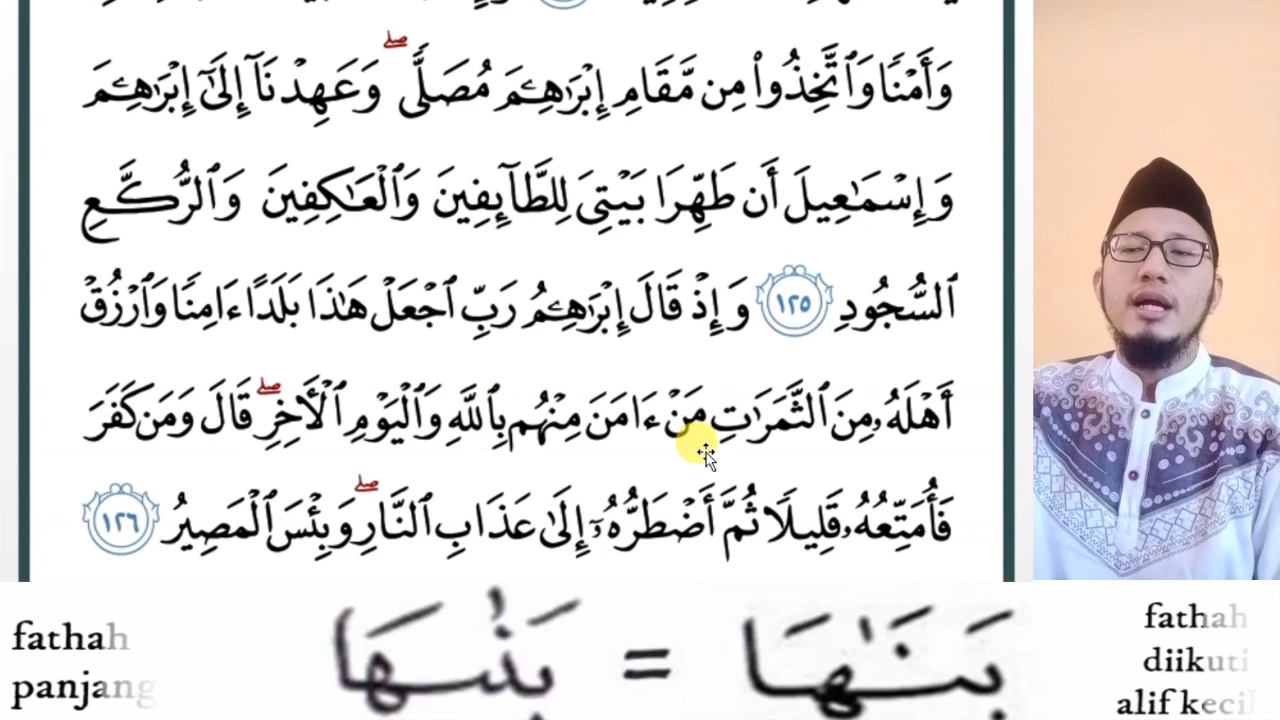 وَأَمْنًا وَٱتَّخِذُوا۟ مِن مَّقَامِ إِبْرَٰهِـۧمَ مُصَلًّى ۖ وَعَهِدْنَآ إِلَىٰٓ إِبْرَٰهِـۧمَ
وَإِسْمَٰعِيلَ أَن طَهِّرَا بَيْتِىَ لِلطَّآئِفِينَ وَٱلْعَٰكِفِينَ وَٱلرُّكَّعِ
ٱلسُّجُودِ ١٢٥ وَإِذْ قَالَ إِبْرَٰهِـۧمُ رَبِّ ٱجْعَلْ هَٰذَا بَلَدًا ءَامِنًا وَٱرْزُقْ
أَهْلَهُۥ مِنَ ٱلثَّمَرَٰتِ مَنْ ءَامَنَ مِنْهُم بِٱللَّهِ وَٱلْيَوْمِ ٱلْأَخِرِ ۖ قَالَ وَمَن كَفَرَ
فَأُمَتِّعُهُۥ قَلِيلًا ثُمَّ أَضْطَرُّهُۥٓ إِلَىٰ عَذَابِ ٱلنَّارِ ۖ وَبِئْسَ ٱلْمَصِيرُ ١٢٦
fathah
panjang
بَنٰىهَا = بَنَٰهَا
fathah
diikuti
alif kecil